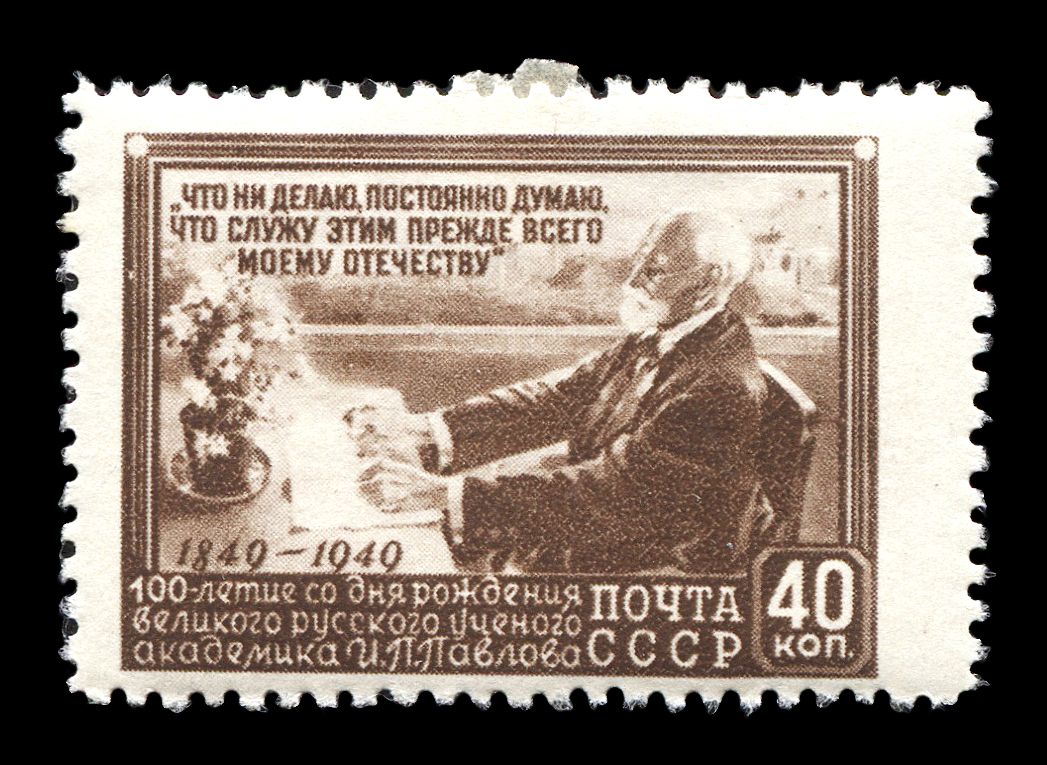 „ЧТО НИ ДЕЛАЮ, ПОСТОЯННО ДУМАЮ,
ЧТО СЛУЖУ ЭТИМ ПРЕЖДЕ ВСЕГО
МОЕМУ ОТЕЧЕСТВУ"
1849–1949
100-летие со дня рождения
великого русского ученого
академика И.П.Павлова
ПОЧТА
СССР
40
КОП.